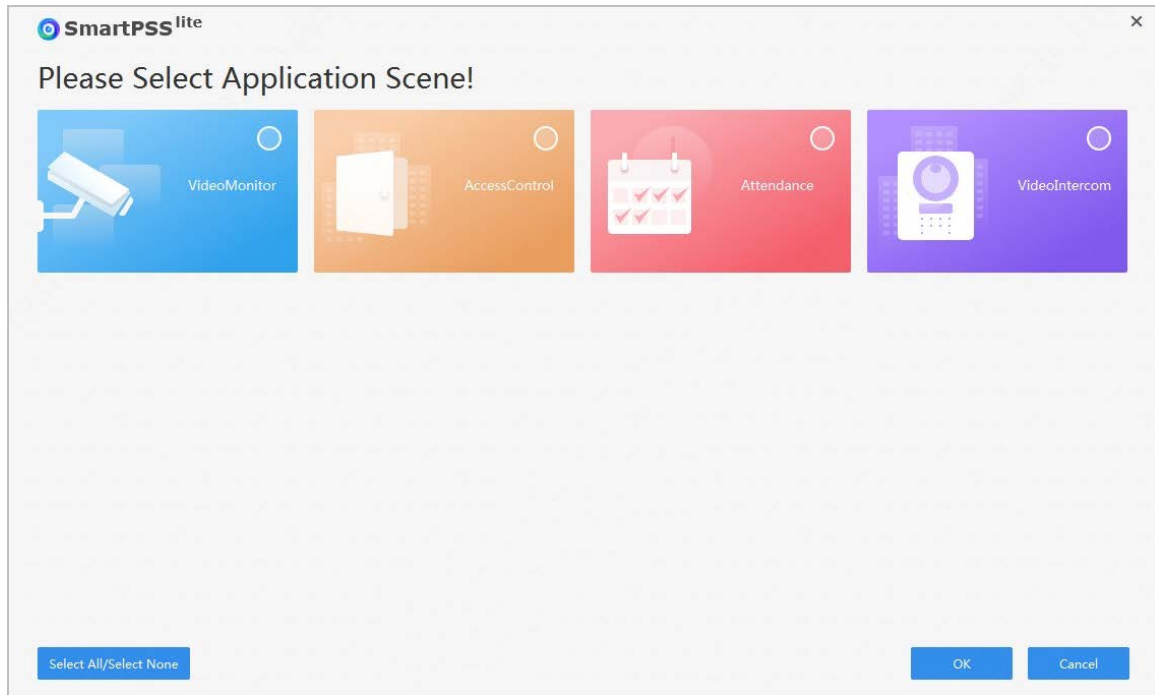 SmartPSS lite
Please Select Application Scene!
VideoMonitor
AccessControl
Attendance
VideoIntercom
Select All/Select None
OK
Cancel